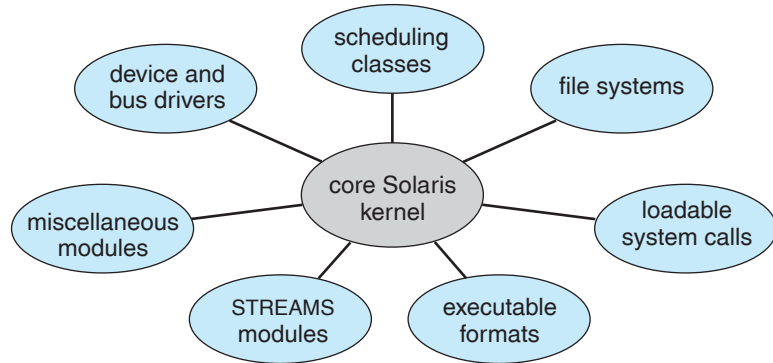 scheduling
classes
device and
bus drivers
file systems
core Solaris
kernel
miscellaneous
modules
loadable
system calls
STREAMS
modules
executable
formats